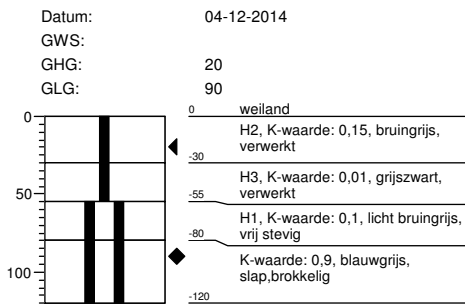 Datum: 04-12-2014
GWS:
GHG: 20
GLG: 90
0
50
100
0 weiland
H2, K-waarde: 0,15, bruingrijs,
verwerkt
-30
H3, K-waarde: 0,01, grijszwart,
verwerkt
-55
H1, K-waarde: 0,1, licht bruingrijs,
vrij stevig
-80
K-waarde: 0,9, blauwgrijs,
slap,brokkelig
-120